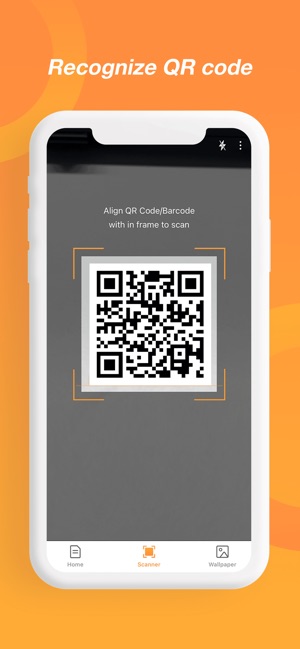 Recognize QR code
Align QR Code/Barcode
with in frame to scan
Home
Scanner
Wallpaper